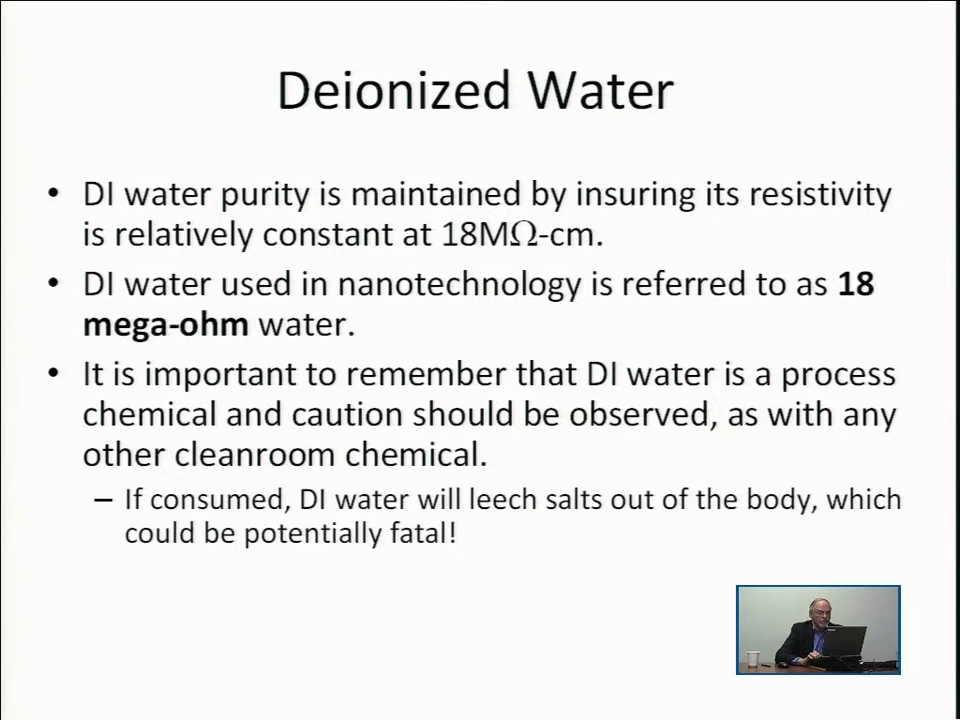 Deionized Water
• DI water purity is maintained by insuring its resistivity
is relatively constant at 18MΩ-cm.
• DI water used in nanotechnology is referred to as 18
mega-ohm water.
• It is important to remember that DI water is a process
chemical and caution should be observed, as with any
other cleanroom chemical.
– If consumed, DI water will leech salts out of the body, which
could be potentially fatal!